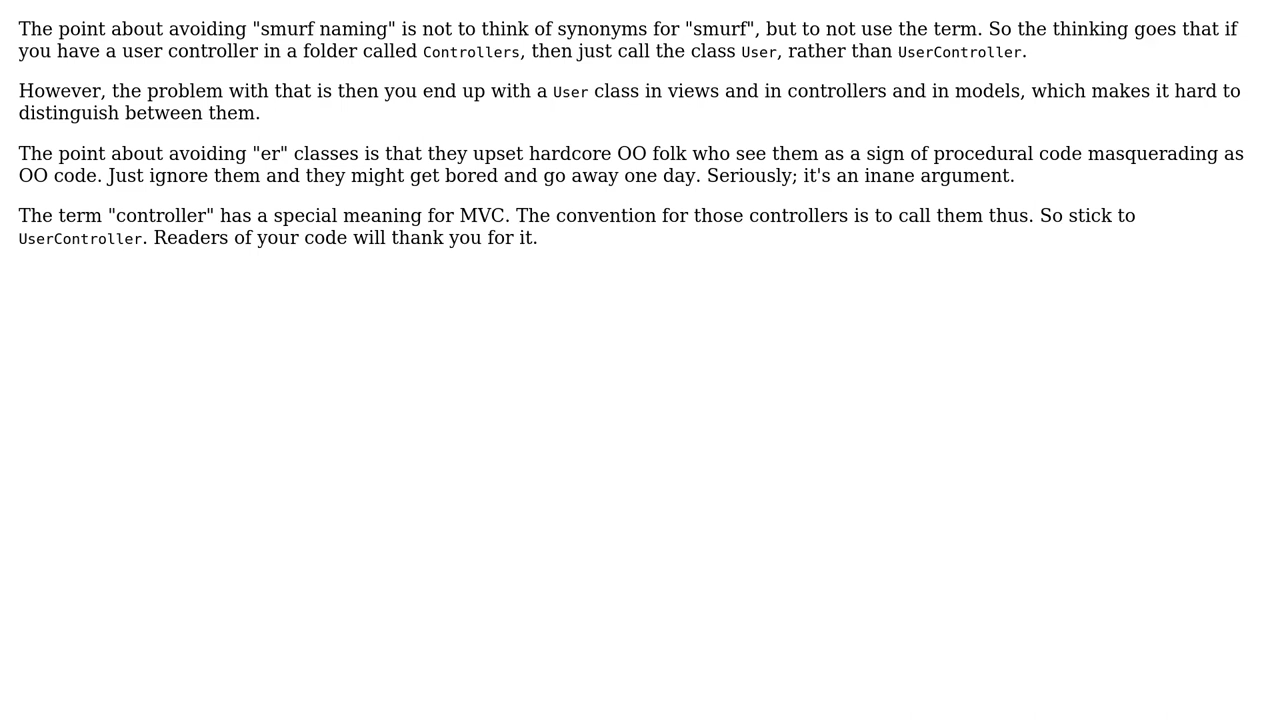 The point about avoiding "smurf naming" is not to think of synonyms for "smurf", but to not use the term. So the thinking goes that if
you have a user controller in a folder called Controllers, then just call the class User, rather than UserController.
However, the problem with that is then you end up with a User class in views and in controllers and in models, which makes it hard to
distinguish between them.
The point about avoiding "er" classes is that they upset hardcore OO folk who see them as a sign of procedural code masquerading as
OO code. Just ignore them and they might get bored and go away one day. Seriously; it's an inane argument.
The term "controller" has a special meaning for MVC. The convention for those controllers is to call them thus. So stick to
UserController. Readers of your code will thank you for it.